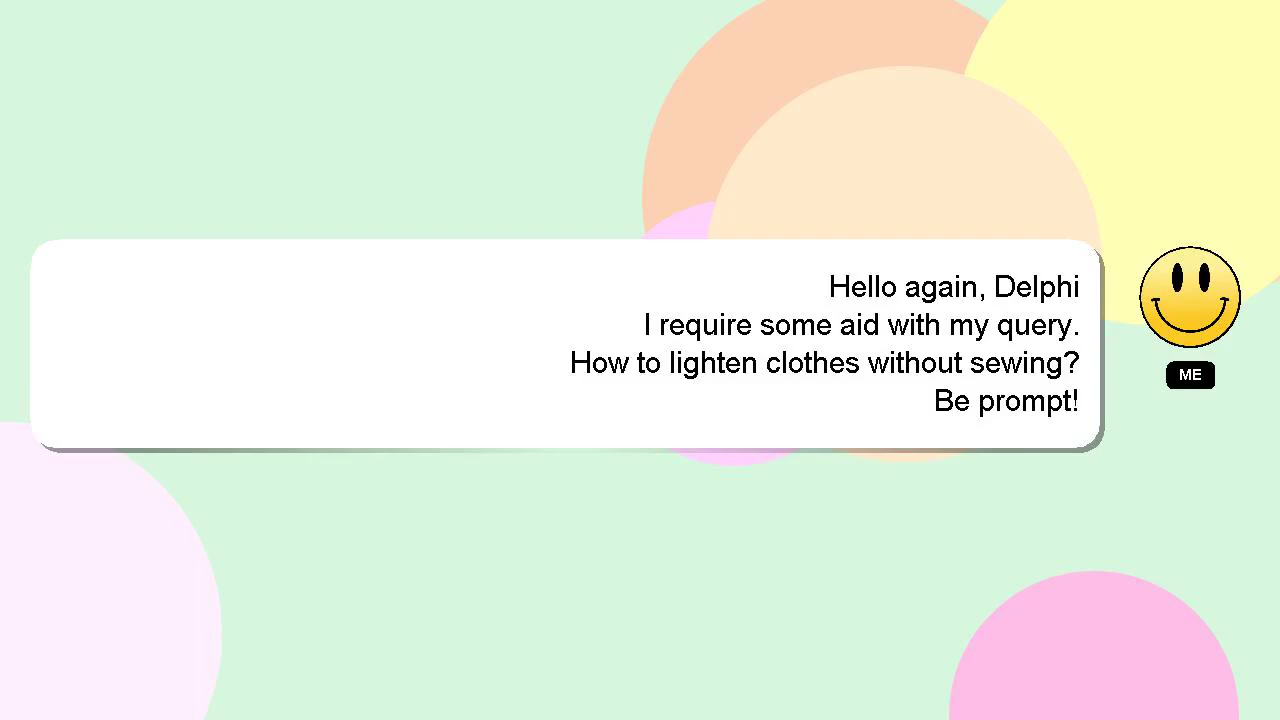 Hello again, Delphi
I require some aid with my query.
How to lighten clothes without sewing?
Be prompt!
ME